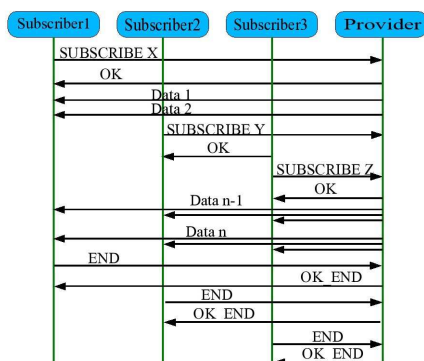 Subscriber1 Subscriber2 Subscriber3 Provider
SUBSCRIBE X
OK
Data 1
Data 2
SUBSCRIBE Y
OK
SUBSCRIBE Z
OK
Data n-1
Data n
END
OK_END
END
OK_END
END
OK_END